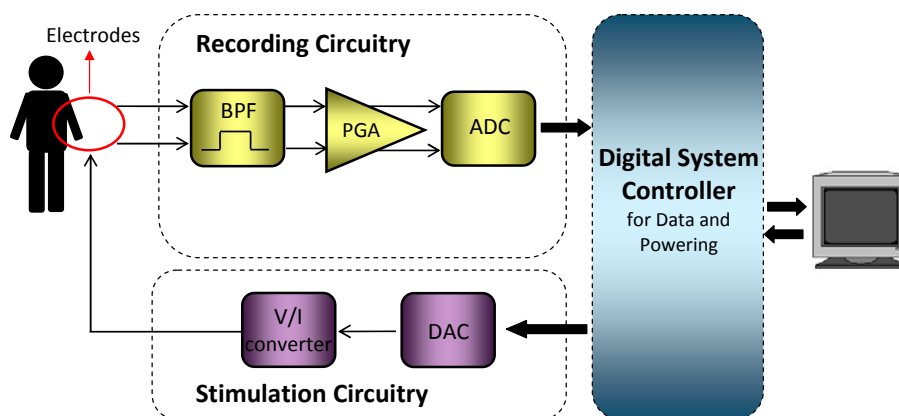 Electrodes
Recording Circuitry
BPF
PGA
ADC
Digital System
Controller
for Data and
Powering
V/I
converter
DAC
Stimulation Circuitry